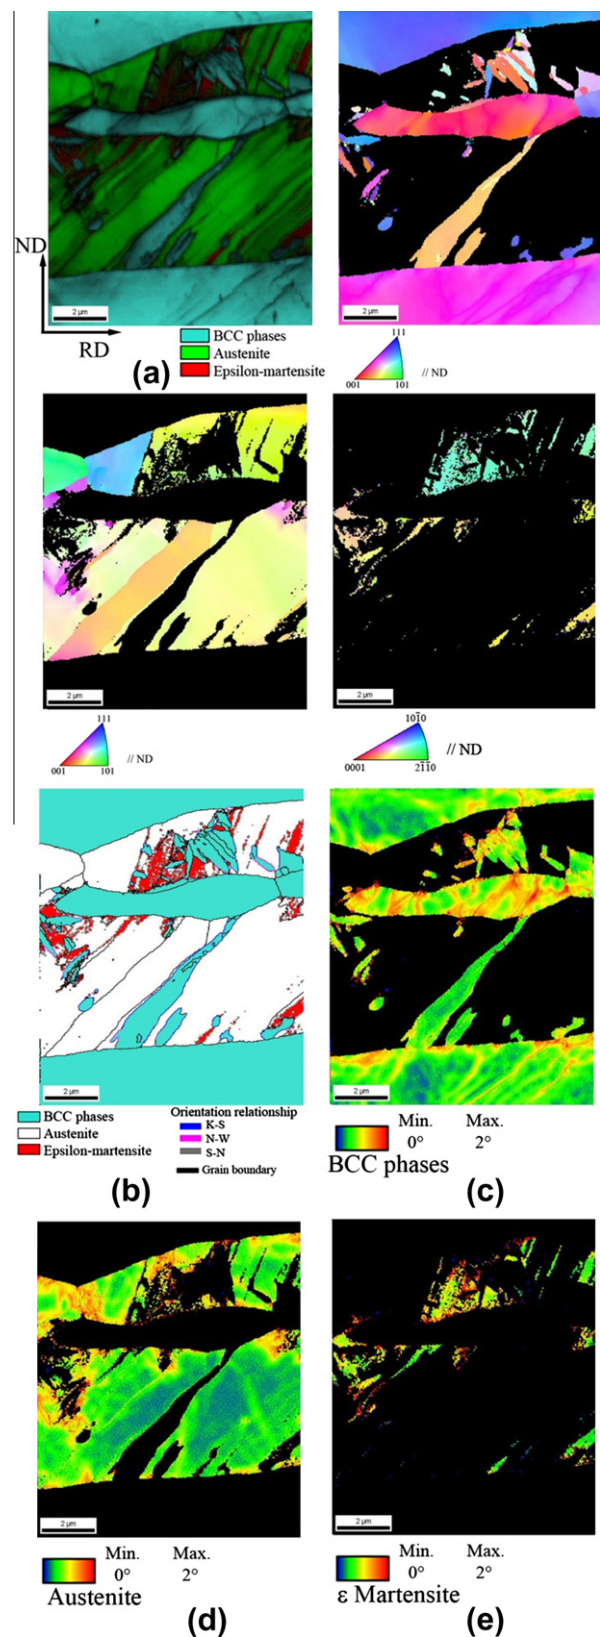 ND
2 µm
RD
BCC phases
Austenite
Epsilon-martensite
(a)
2 µm
111
001 101
// ND
2 µm
111
001 101
// ND
2 µm
101̄0
0001 21̄1̄0
// ND
2 µm
BCC phases
Austenite
Epsilon-martensite
Orientation relationship
K-S
N-W
S-N
Grain boundary
(b)
2 µm
Min. Max.
0° 2°
BCC phases
(c)
2 µm
Min. Max.
0° 2°
Austenite
(d)
2 µm
Min. Max.
0° 2°
ε Martensite
(e)